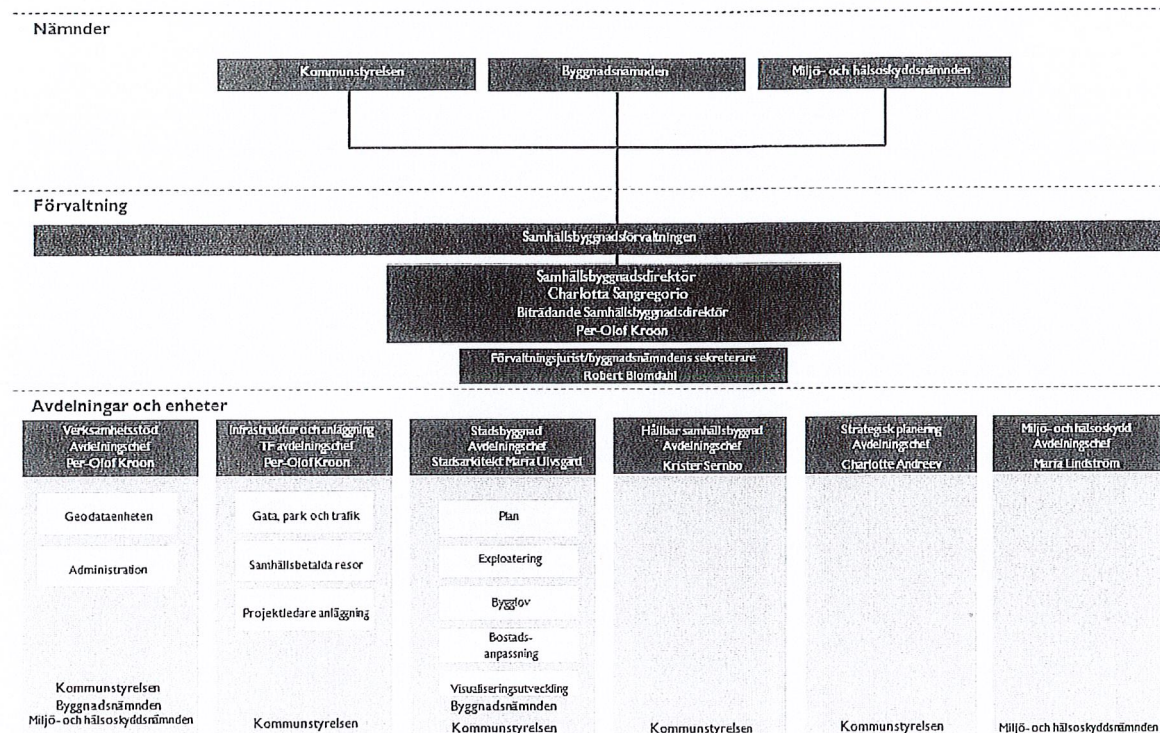 Nämnder
Kommunstyrelsen
Byggnadsnämnden
Miljö- och hälsoskyddsnämnden
Förvaltning
Samhällsbyggnadsförvaltningen
Samhällsbyggnadsdirektör
Charlotta Sangregorio
Biträdande Samhällsbyggnadsdirektör
Per-Olof Kroon
Förvaltningsjurist/byggnadsnämndens sekreterare
Robert Blomdahl
Avdelningar och enheter
Verksamhetsstöd
Avdelningschef
Per-Olof Kroon
Geodataenheten
Administration
Kommunstyrelsen
Byggnadsnämnden
Miljö- och hälsoskyddsnämnden
Infrastruktur och anläggning
TF avdelningschef
Per-Olof Kroon
Gata, park och trafik
Samhällsbetalda resor
Projektledare anläggning
Kommunstyrelsen
Stadsbyggnad
Avdelningschef
Stadsarkitekt Maria Ulvsgärd
Plan
Exploatering
Bygglov
Bostads-
anpassning
Visualiseringsutveckling
Byggnadsnämnden
Kommunstyrelsen
Hållbar samhällsbyggnad
Avdelningschef
Krister Sernbo
Kommunstyrelsen
Strategisk planering
Avdelningschef
Charlotte Andreev
Kommunstyrelsen
Miljö- och hälsoskydd
Avdelningschef
Maria Lindström
Miljö- och hälsoskyddsnämnden